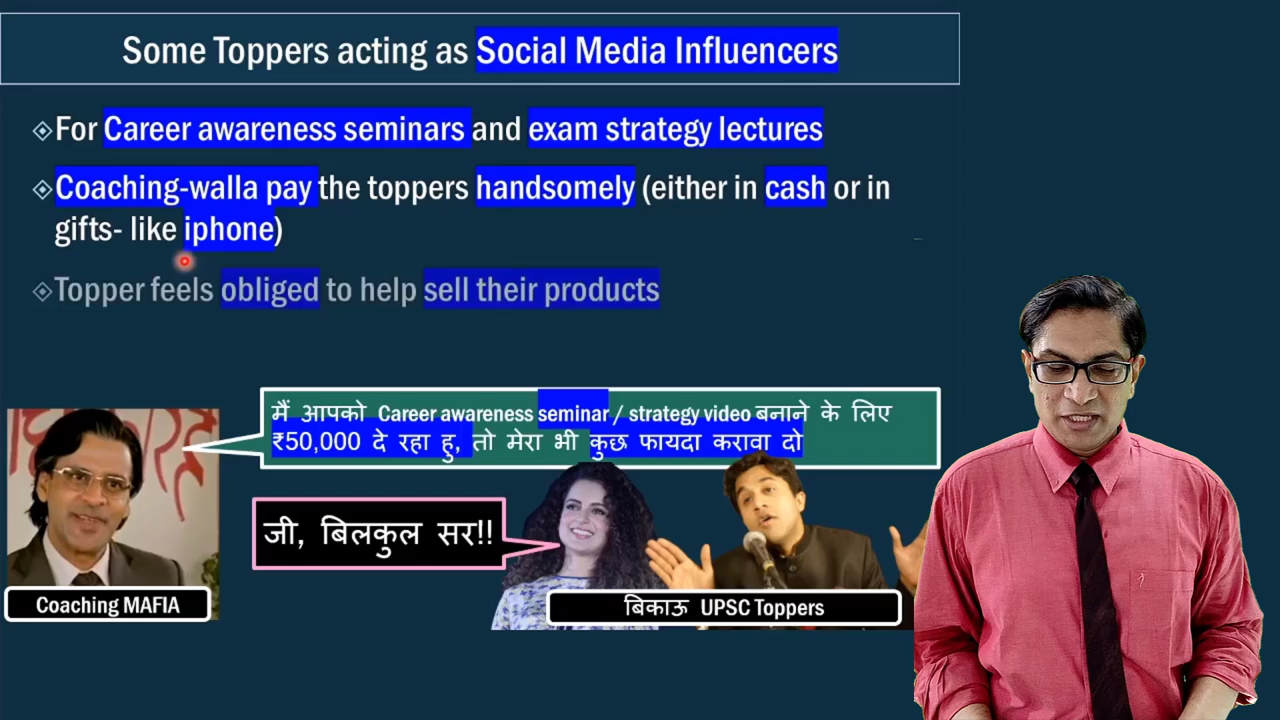 Some Toppers acting as Social Media Influencers
For Career awareness seminars and exam strategy lectures
Coaching-walla pay the toppers handsomely (either in cash or in
gifts- like iphone)
Topper feels obliged to help sell their products
मैं आपको Career awareness seminar / strategy video बनाने के लिए
₹50,000 दे रहा हु, तो मेरा भी कुछ फायदा करावा दो
जी, बिलकुल सर!!
Coaching MAFIA
बिकाऊ UPSC Toppers